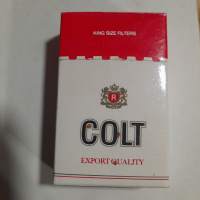 KING SIZE FILTERS
R
COLT
EXPORT QUALITY